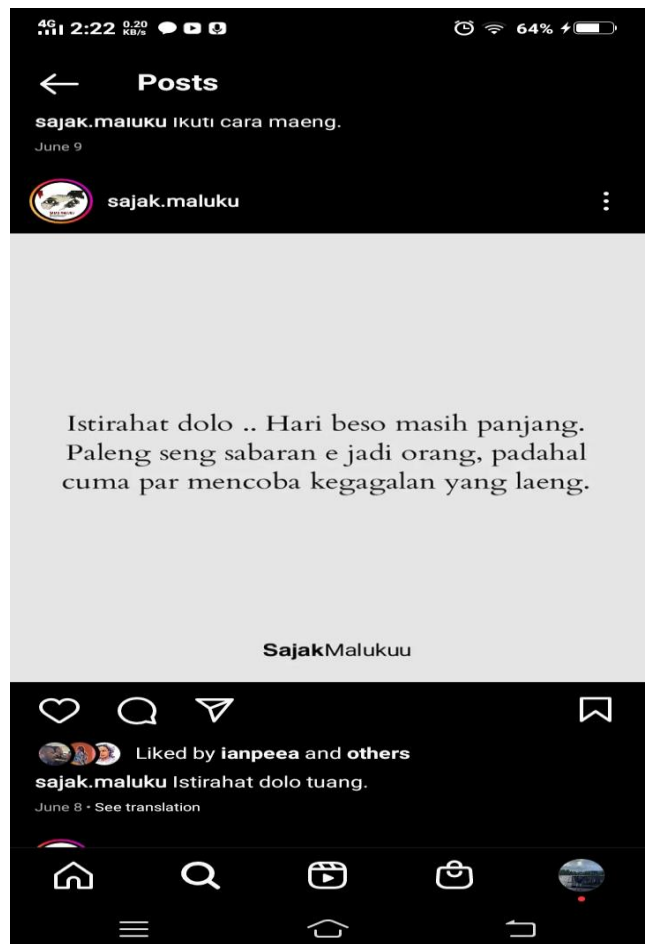 4G 2:22 0.20 KB/s 64%
Posts
sajak.maluku Ikuti cara maeng.
June 9
sajak.maluku
Istirahat dolo .. Hari beso masih panjang.
Paleng seng sabaran e jadi orang, padahal
cuma par mencoba kegagalan yang laeng.
SajakMalukuu
Liked by ianpeea and others
sajak.maluku Istirahat dolo tuang.
June 8 • See translation